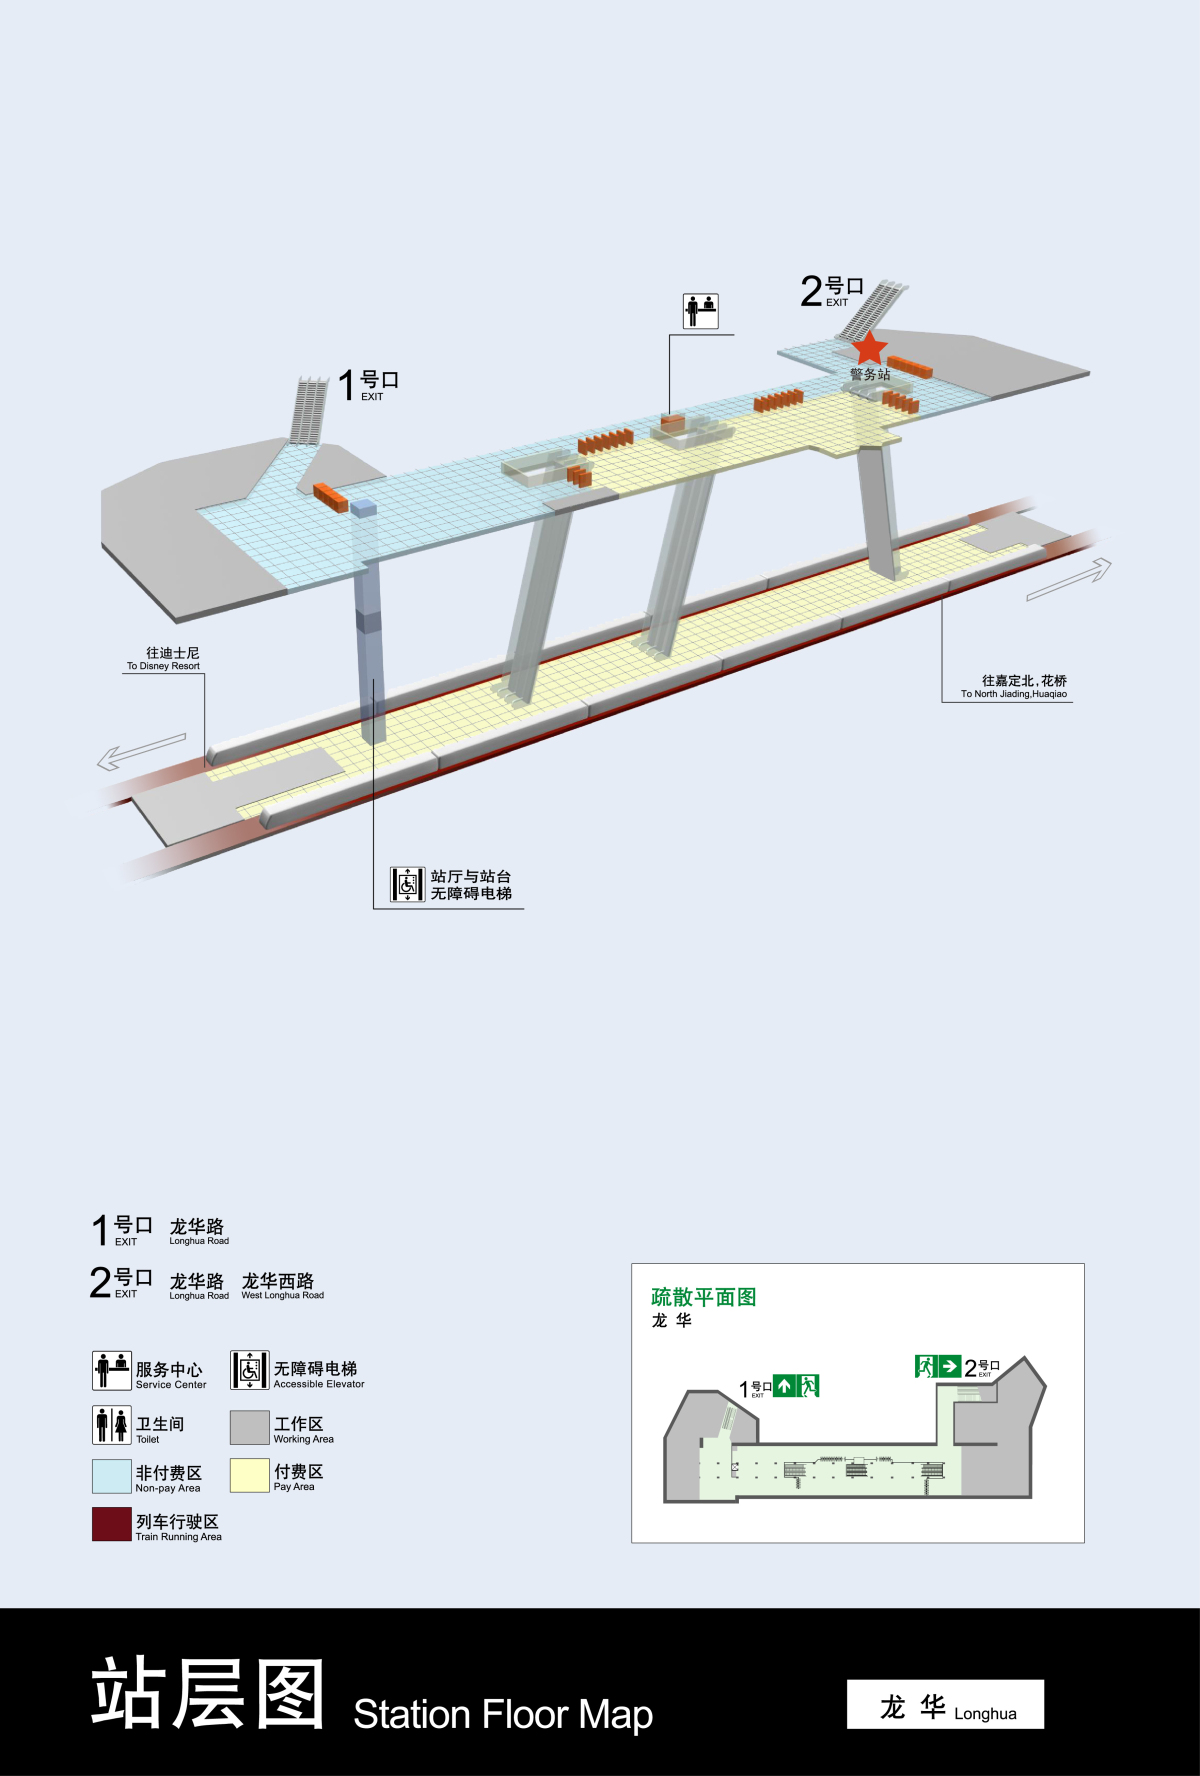 2号口
EXIT
1号口
EXIT
警务站
往迪士尼
To Disney Resort
往嘉定北,花桥
To North Jiading,Huaqiao
站厅与站台
无障碍电梯
1号口 龙华路
EXIT Longhua Road
2号口 龙华路 龙华西路
EXIT Longhua Road West Longhua Road
服务中心
Service Center
无障碍电梯
Accessible Elevator
卫生间
Toilet
工作区
Working Area
非付费区
Non-pay Area
付费区
Pay Area
列车行驶区
Train Running Area
疏散平面图
龙 华
1号口
EXIT
2号口
EXIT
站层图 Station Floor Map
龙 华 Longhua